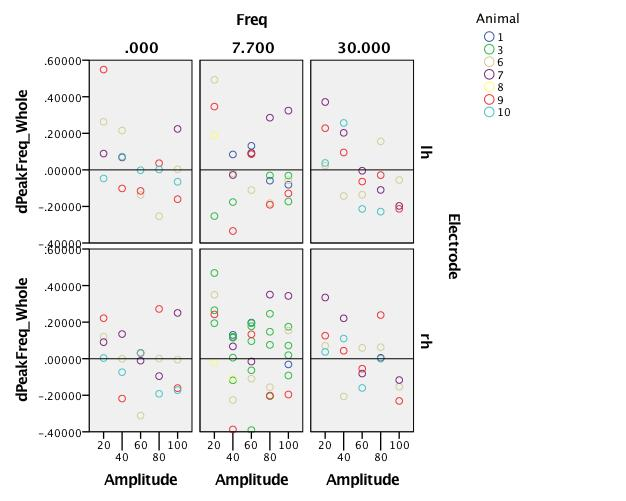 Freq
.000 7.700 30.000
Animal
1
3
6
7
8
9
10
dPeakFreq_Whole
.60000
.40000
.20000
.00000
-.20000
-.40000
lh
Electrode
dPeakFreq_Whole
.60000
.40000
.20000
.00000
-.20000
-.40000
rh
20 60 100 20 60 100 20 60 100
40 80 40 80 40 80
Amplitude Amplitude Amplitude